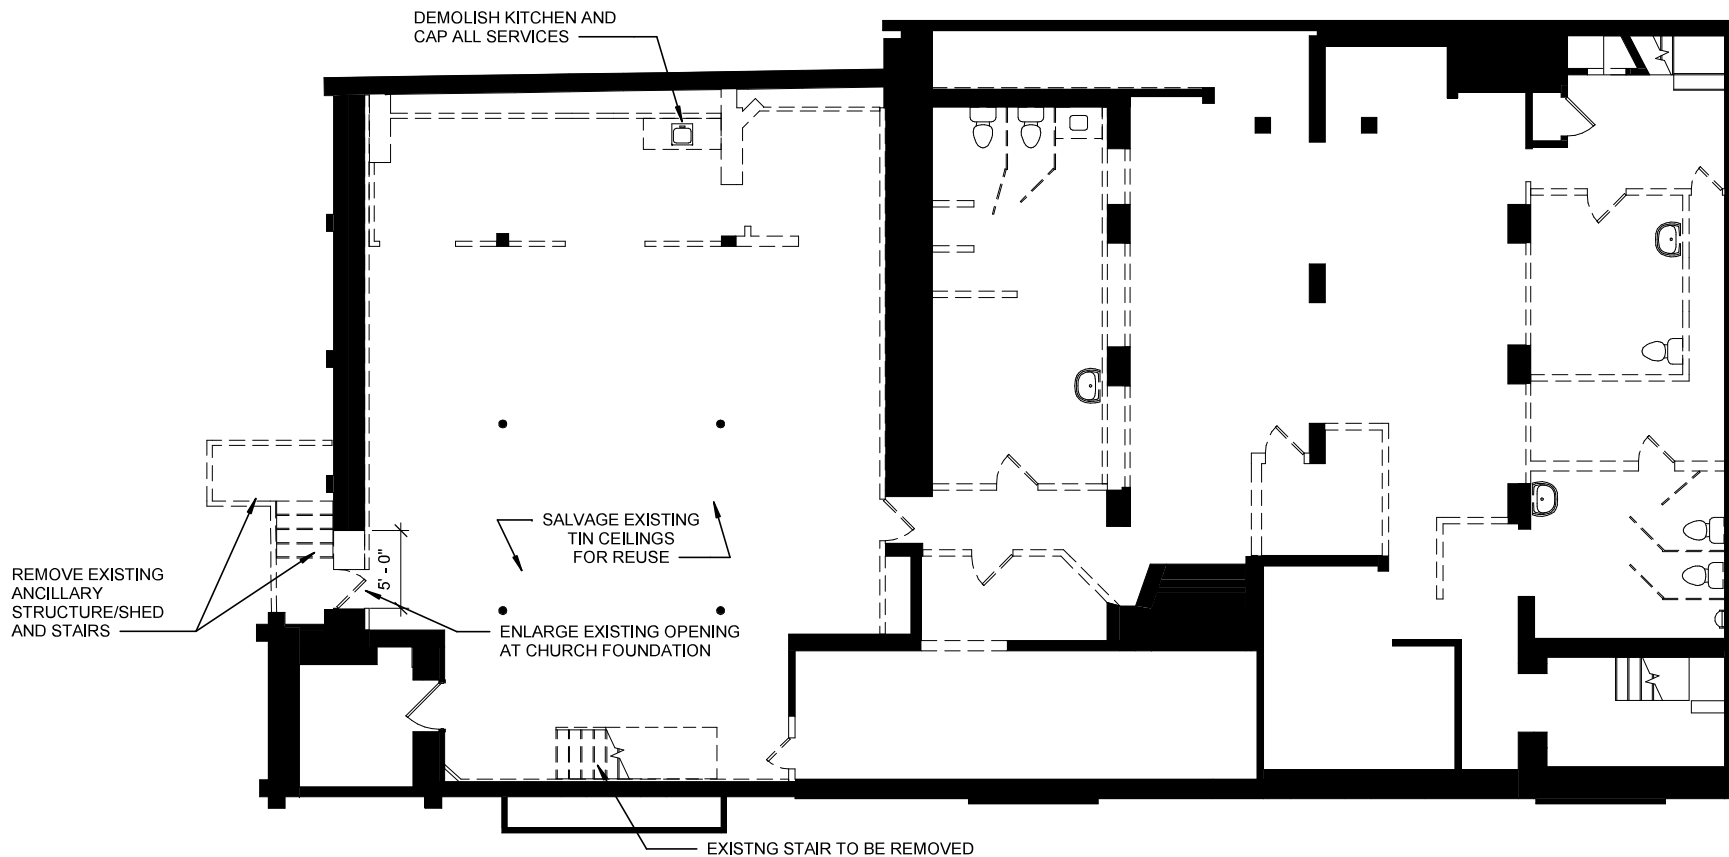 DEMOLISH KITCHEN AND
CAP ALL SERVICES
SALVAGE EXISTING
TIN CEILINGS
FOR REUSE
5' - 0"
REMOVE EXISTING
ANCILLARY
STRUCTURE/SHED
AND STAIRS
ENLARGE EXISTING OPENING
AT CHURCH FOUNDATION
EXISTNG STAIR TO BE REMOVED